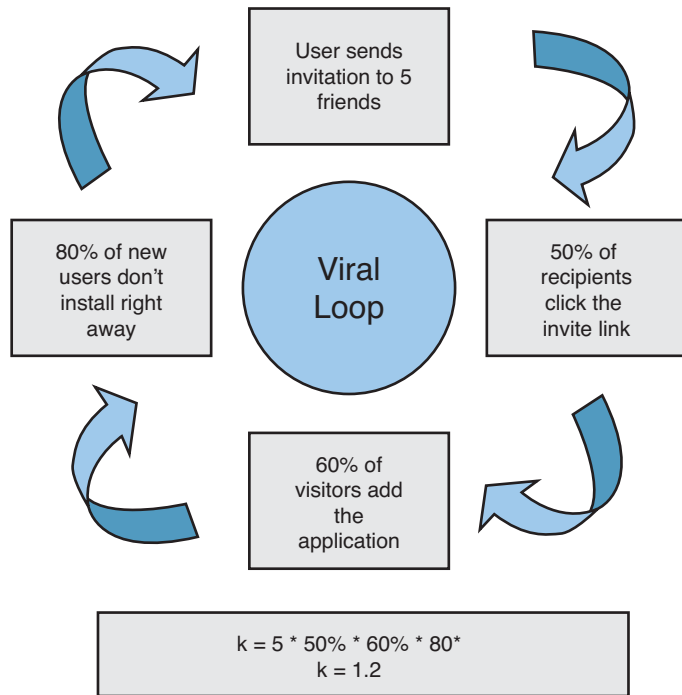 User sends
invitation to 5
friends
50% of
recipients
click the
invite link
60% of
visitors add
the
application
80% of new
users don't
install right
away
Viral
Loop
k = 5 * 50% * 60% * 80*
k = 1.2